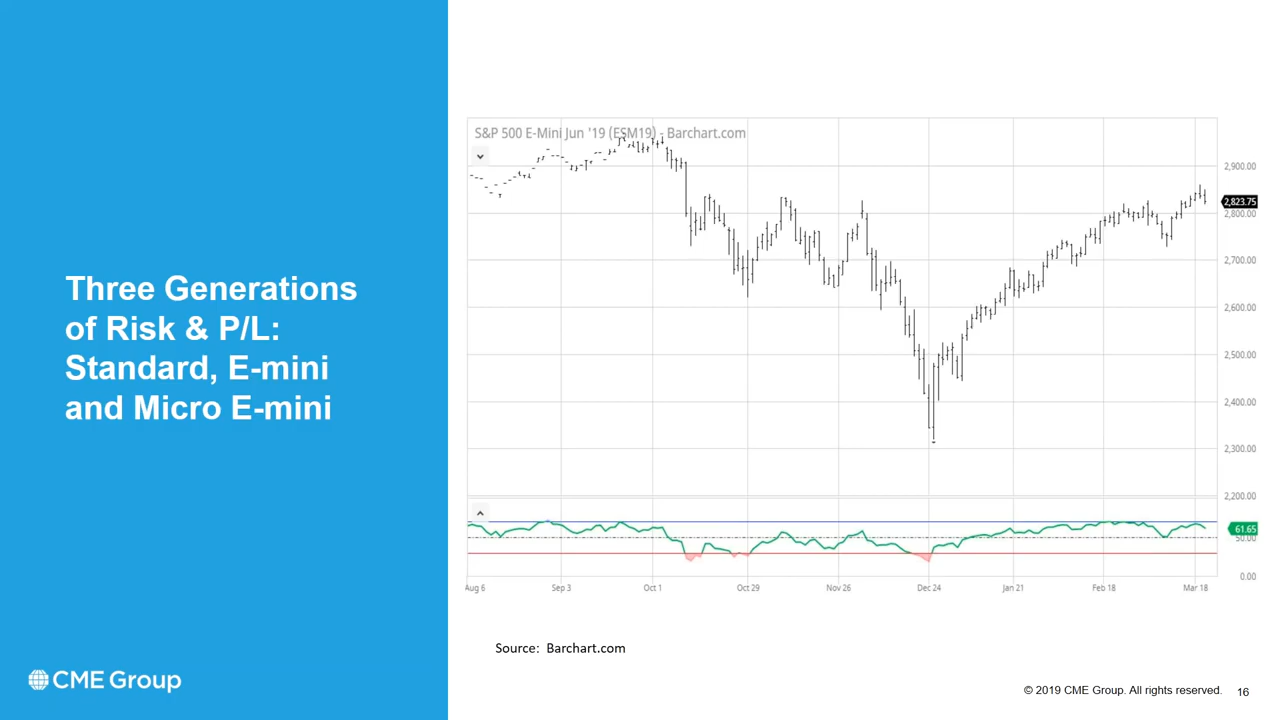 Three Generations
of Risk & P/L:
Standard, E-mini
and Micro E-mini
CME Group
S&P 500 E-Mini Jun '19 (ESM19) - Barchart.com
2,900.00
2,823.75
2,800.00
2,700.00
2,600.00
2,500.00
2,400.00
2,300.00
2,200.00
61.65
50.00
0.00
Aug 6 Sep 3 Oct 1 Oct 29 Nov 26 Dec 24 Jan 21 Feb 18 Mar 18
Source: Barchart.com
© 2019 CME Group. All rights reserved. 16